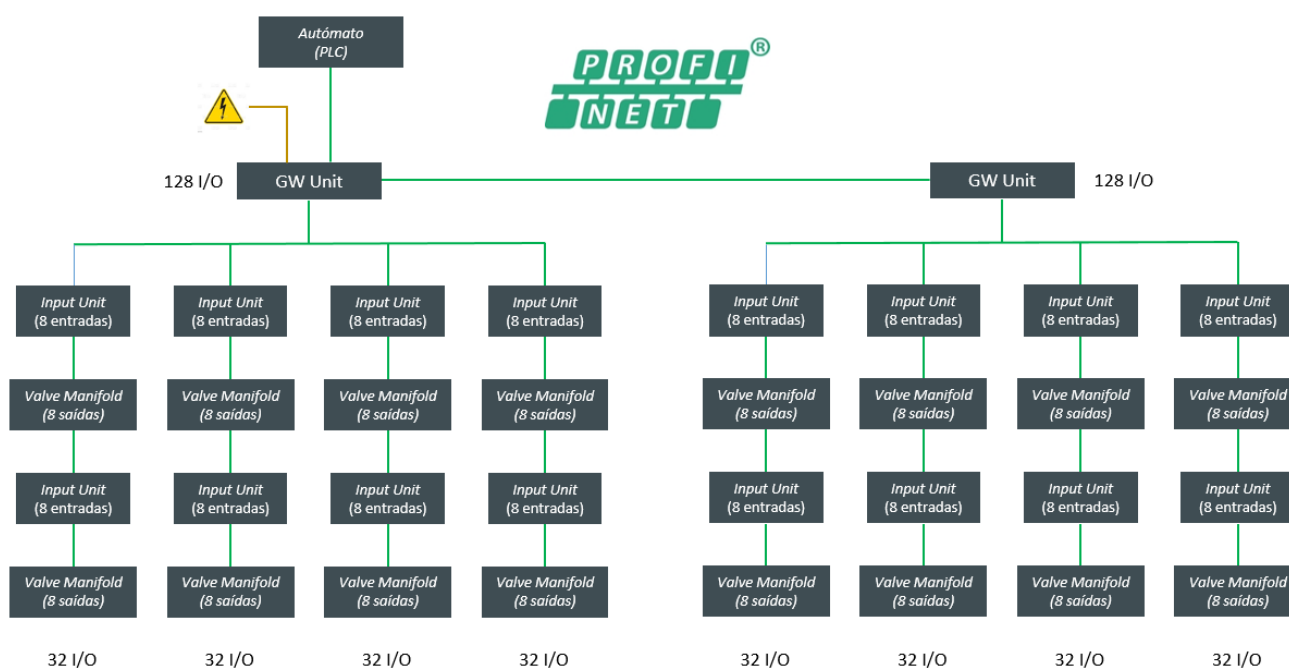 Autómato
(PLC)
PROFI
NET®
128 I/O
GW Unit
GW Unit
128 I/O
Input Unit
(8 entradas)
Input Unit
(8 entradas)
Input Unit
(8 entradas)
Input Unit
(8 entradas)
Input Unit
(8 entradas)
Input Unit
(8 entradas)
Input Unit
(8 entradas)
Input Unit
(8 entradas)
Valve Manifold
(8 saídas)
Valve Manifold
(8 saídas)
Valve Manifold
(8 saídas)
Valve Manifold
(8 saídas)
Valve Manifold
(8 saídas)
Valve Manifold
(8 saídas)
Valve Manifold
(8 saídas)
Valve Manifold
(8 saídas)
Input Unit
(8 entradas)
Input Unit
(8 entradas)
Input Unit
(8 entradas)
Input Unit
(8 entradas)
Input Unit
(8 entradas)
Input Unit
(8 entradas)
Input Unit
(8 entradas)
Input Unit
(8 entradas)
Valve Manifold
(8 saídas)
Valve Manifold
(8 saídas)
Valve Manifold
(8 saídas)
Valve Manifold
(8 saídas)
Valve Manifold
(8 saídas)
Valve Manifold
(8 saídas)
Valve Manifold
(8 saídas)
Valve Manifold
(8 saídas)
32 I/O
32 I/O
32 I/O
32 I/O
32 I/O
32 I/O
32 I/O
32 I/O